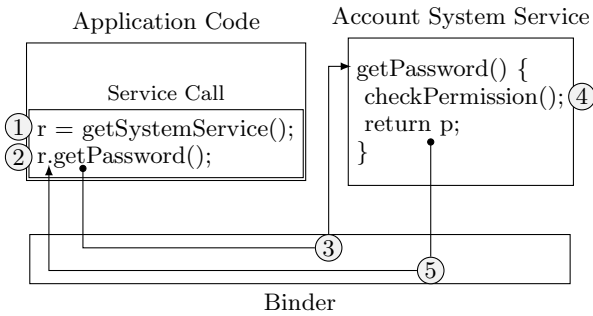 Application Code
Account System Service
Service Call
① r = getSystemService();
② r.getPassword();
getPassword() {
checkPermission(); ④
return p;
}
③
⑤
Binder